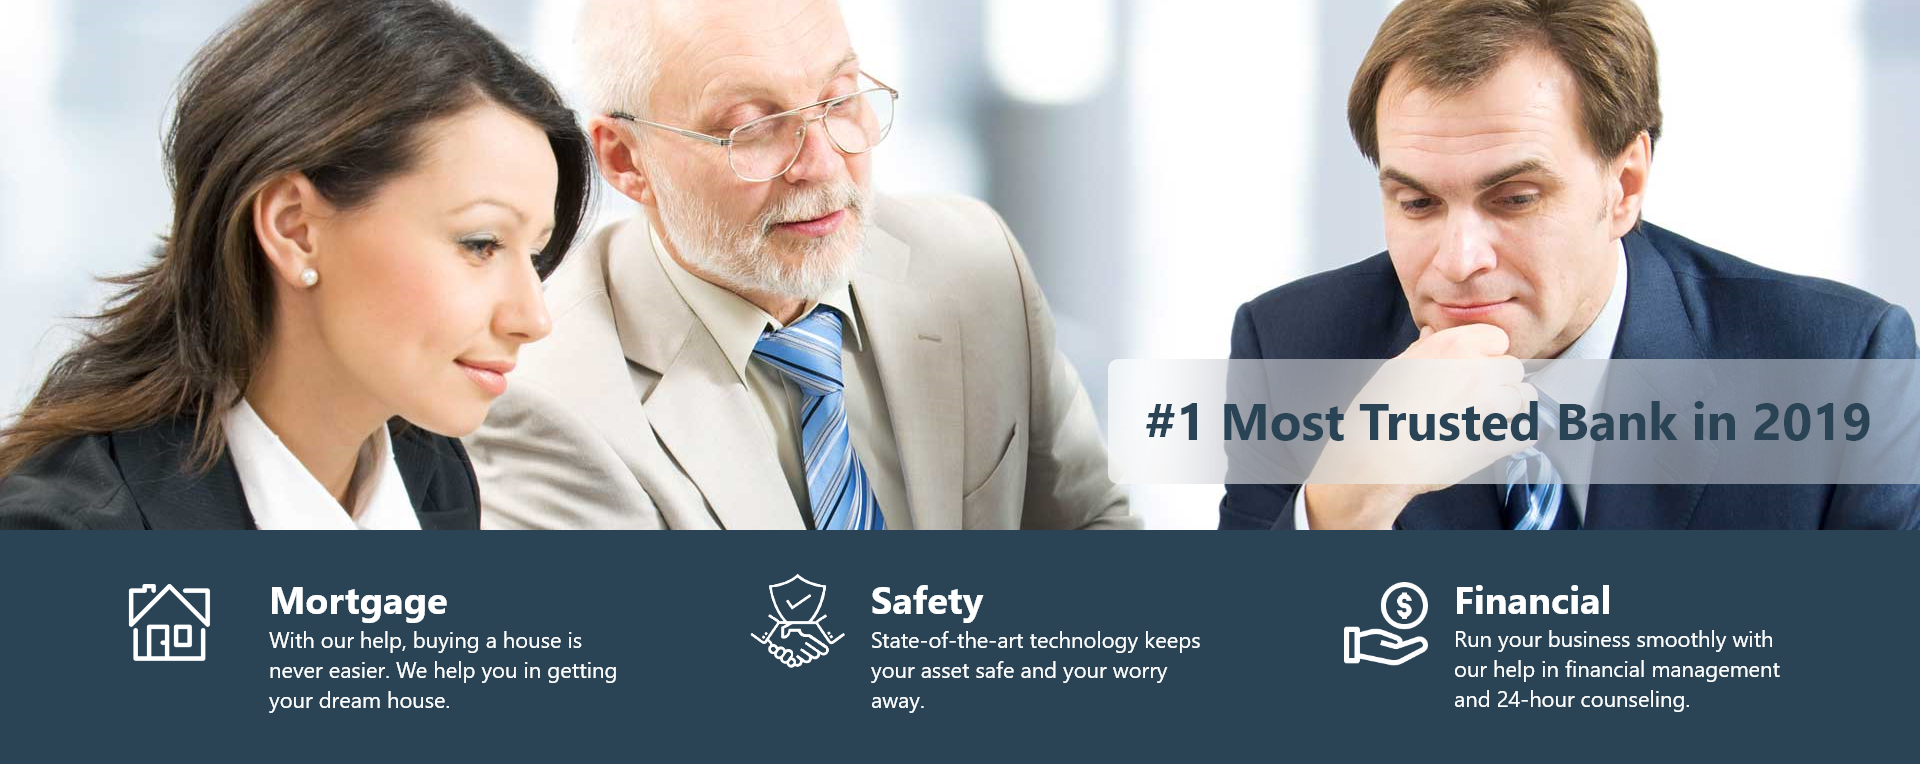 #1 Most Trusted Bank in 2019
Mortgage
With our help, buying a house is
never easier. We help you in getting
your dream house.
Safety
State-of-the-art technology keeps
your asset safe and your worry
away.
Financial
Run your business smoothly with
our help in financial management
and 24-hour counseling.